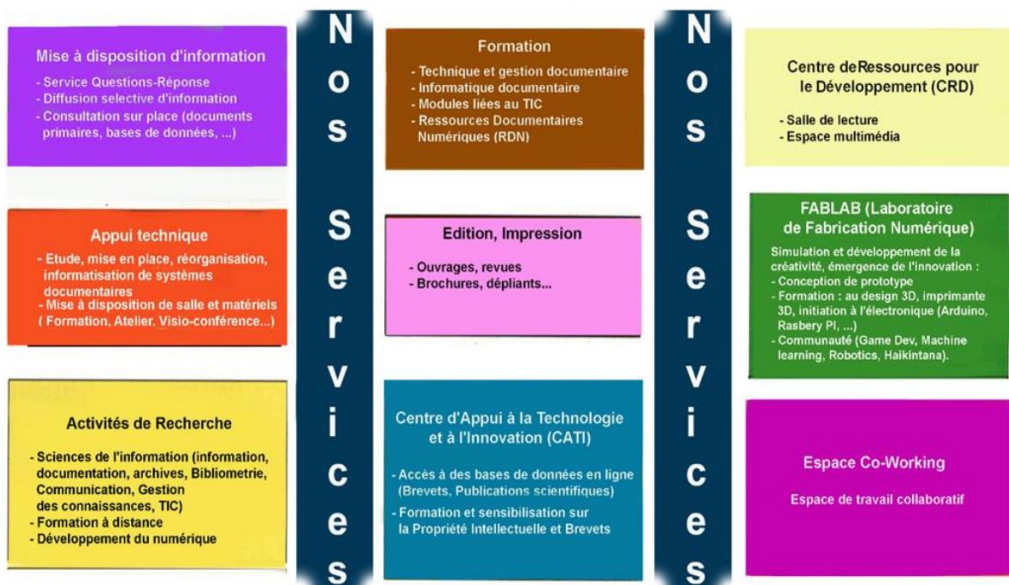 Mise à disposition d'information
- Service Questions-Réponse
- Diffusion selective d'information
- Consultation sur place (documents
primaires, bases de données, ...)
Appui technique
- Etude, mise en place, réorganisation,
informatisation de systèmes
documentaires
- Mise à disposition de salle et matériels
( Formation, Atelier, Visio-conférence...)
Activités de Recherche
- Sciences de l'information (information,
documentation, archives, Bibliometrie,
Communication, Gestion
des connaissances, TIC)
- Formation à distance
- Développement du numérique
Nos Services
Formation
- Technique et gestion documentaire
- Informatique documentaire
- Modules liées au TIC
- Ressources Documentaires
Numériques (RDN)
Edition, Impression
- Ouvrages, revues
- Brochures, dépliants...
Centre d'Appui à la Technologie
et à l'Innovation (CATI)
- Accès à des bases de données en ligne
(Brevets, Publications scientifiques)
- Formation et sensibilisation sur
la Propriété Intellectuelle et Brevets
Nos Services
Centre deRessources pour
le Développement (CRD)
- Salle de lecture
- Espace multimédia
FABLAB (Laboratoire
de Fabrication Numérique)
Simulation et développement de la
créativité, émergence de l'innovation :
- Conception de prototype
- Formation : au design 3D, imprimante
3D, initiation à l'électronique (Arduino,
Rasbery PI, ...)
- Communauté (Game Dev, Machine
learning, Robotics, Haikintana).
Espace Co-Working
Espace de travail collaboratif